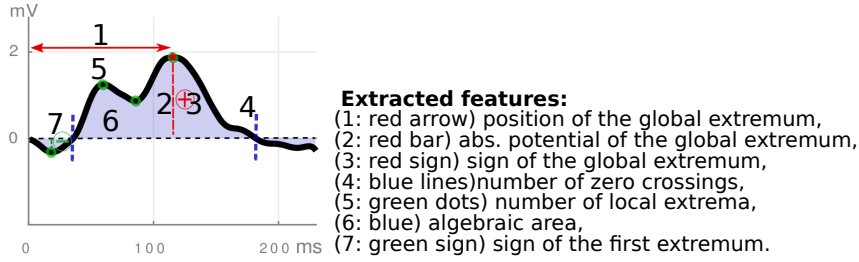 mV
1
2
5
2
3
4
7
6
0
0
100
200 ms
Extracted features:
(1: red arrow) position of the global extremum,
(2: red bar) abs. potential of the global extremum,
(3: red sign) sign of the global extremum,
(4: blue lines)number of zero crossings,
(5: green dots) number of local extrema,
(6: blue) algebraic area,
(7: green sign) sign of the first extremum.